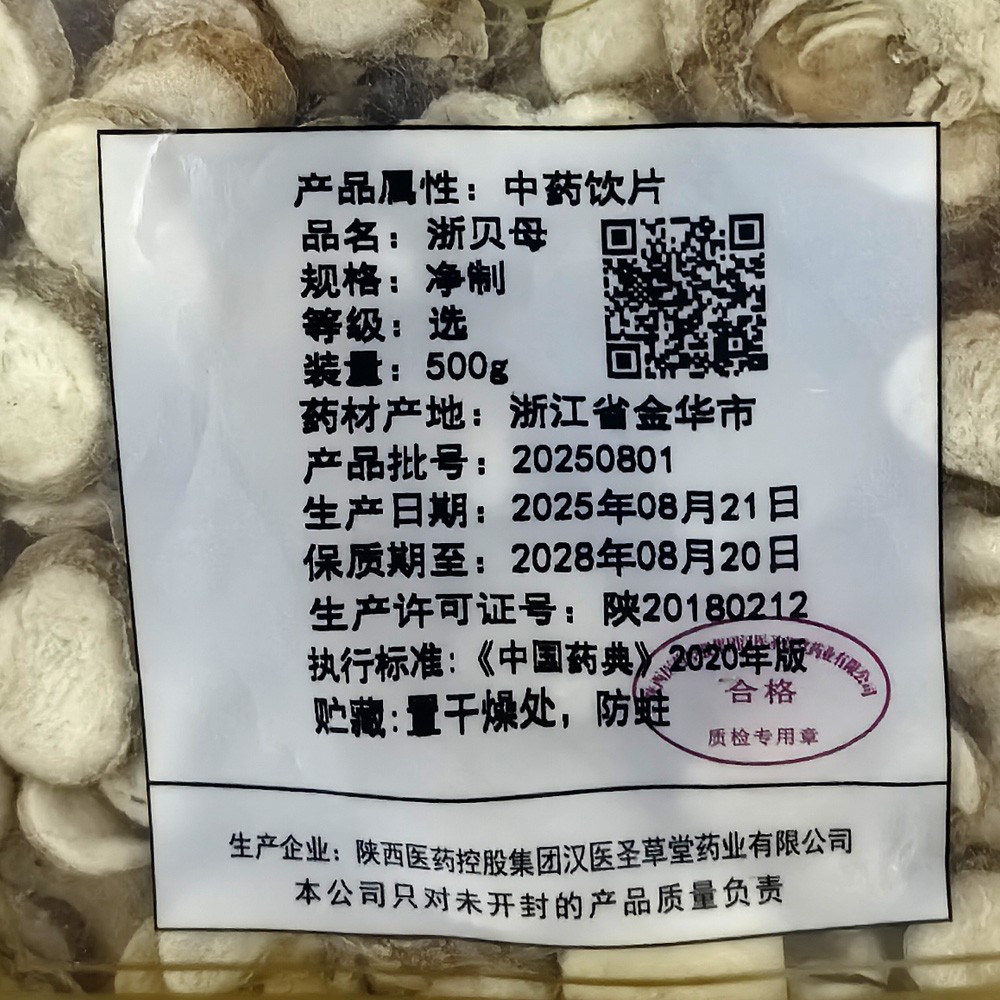 产品属性：中药饮片
品名：浙贝母
规格：净制
等级：选
装量：500g
药材产地：浙江省金华市
产品批号：20250801
生产日期：2025年08月21日
保质期至：2028年08月20日
生产许可证号：陕20180212
执行标准:《中国药典》2020年版
贮藏:置干燥处，防蛀
合格
质检专用章
生产企业：陕西医药控股集团汉医圣草堂药业有限公司
本公司只对未开封的产品质量负责